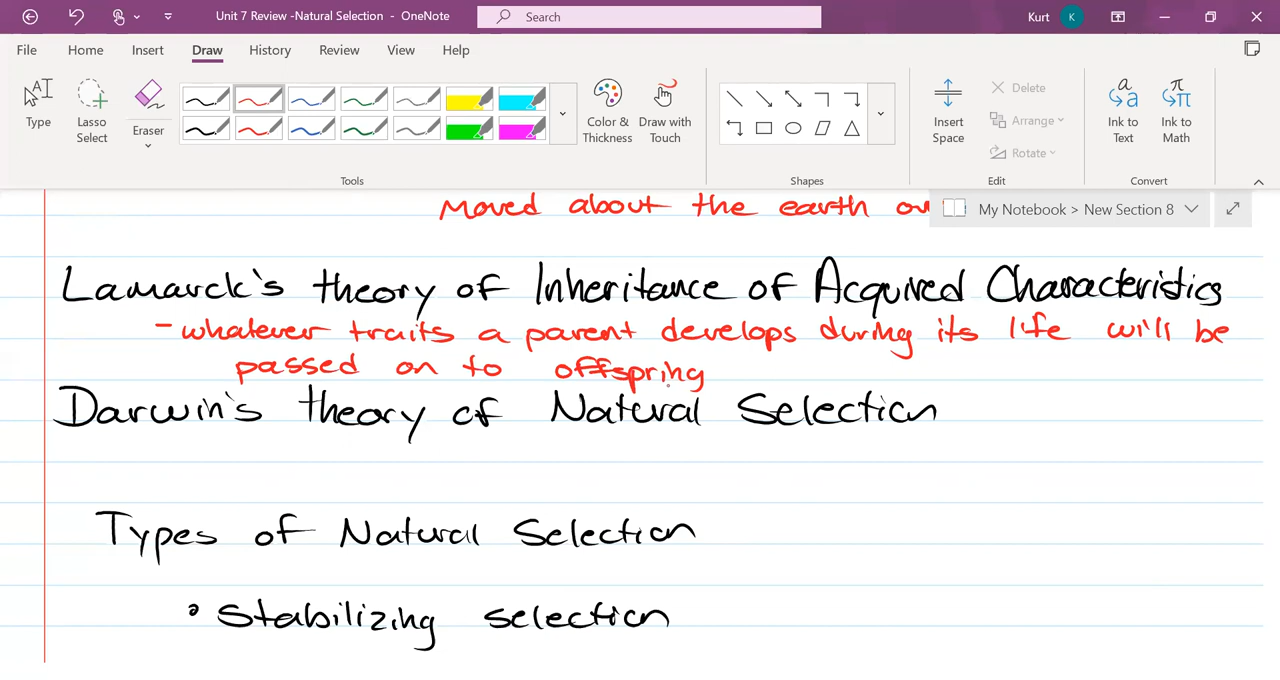 Unit 7 Review -Natural Selection - OneNote
Search
Kurt K
File Home Insert Draw History Review View Help
Type
Lasso Select
Eraser
Color & Thickness
Draw with Touch
Insert Space
Delete
Arrange
Rotate
Ink to Text
Ink to Math
Tools Shapes Edit Convert
Moved about the earth
My Notebook > New Section 8
Lamarck's theory of Inheritance of Acquired Characteristics
- whatever traits a parent develops during its life will be
passed on to offspring
Darwin's theory of Natural Selection
Types of Natural Selection
• Stabilizing selection